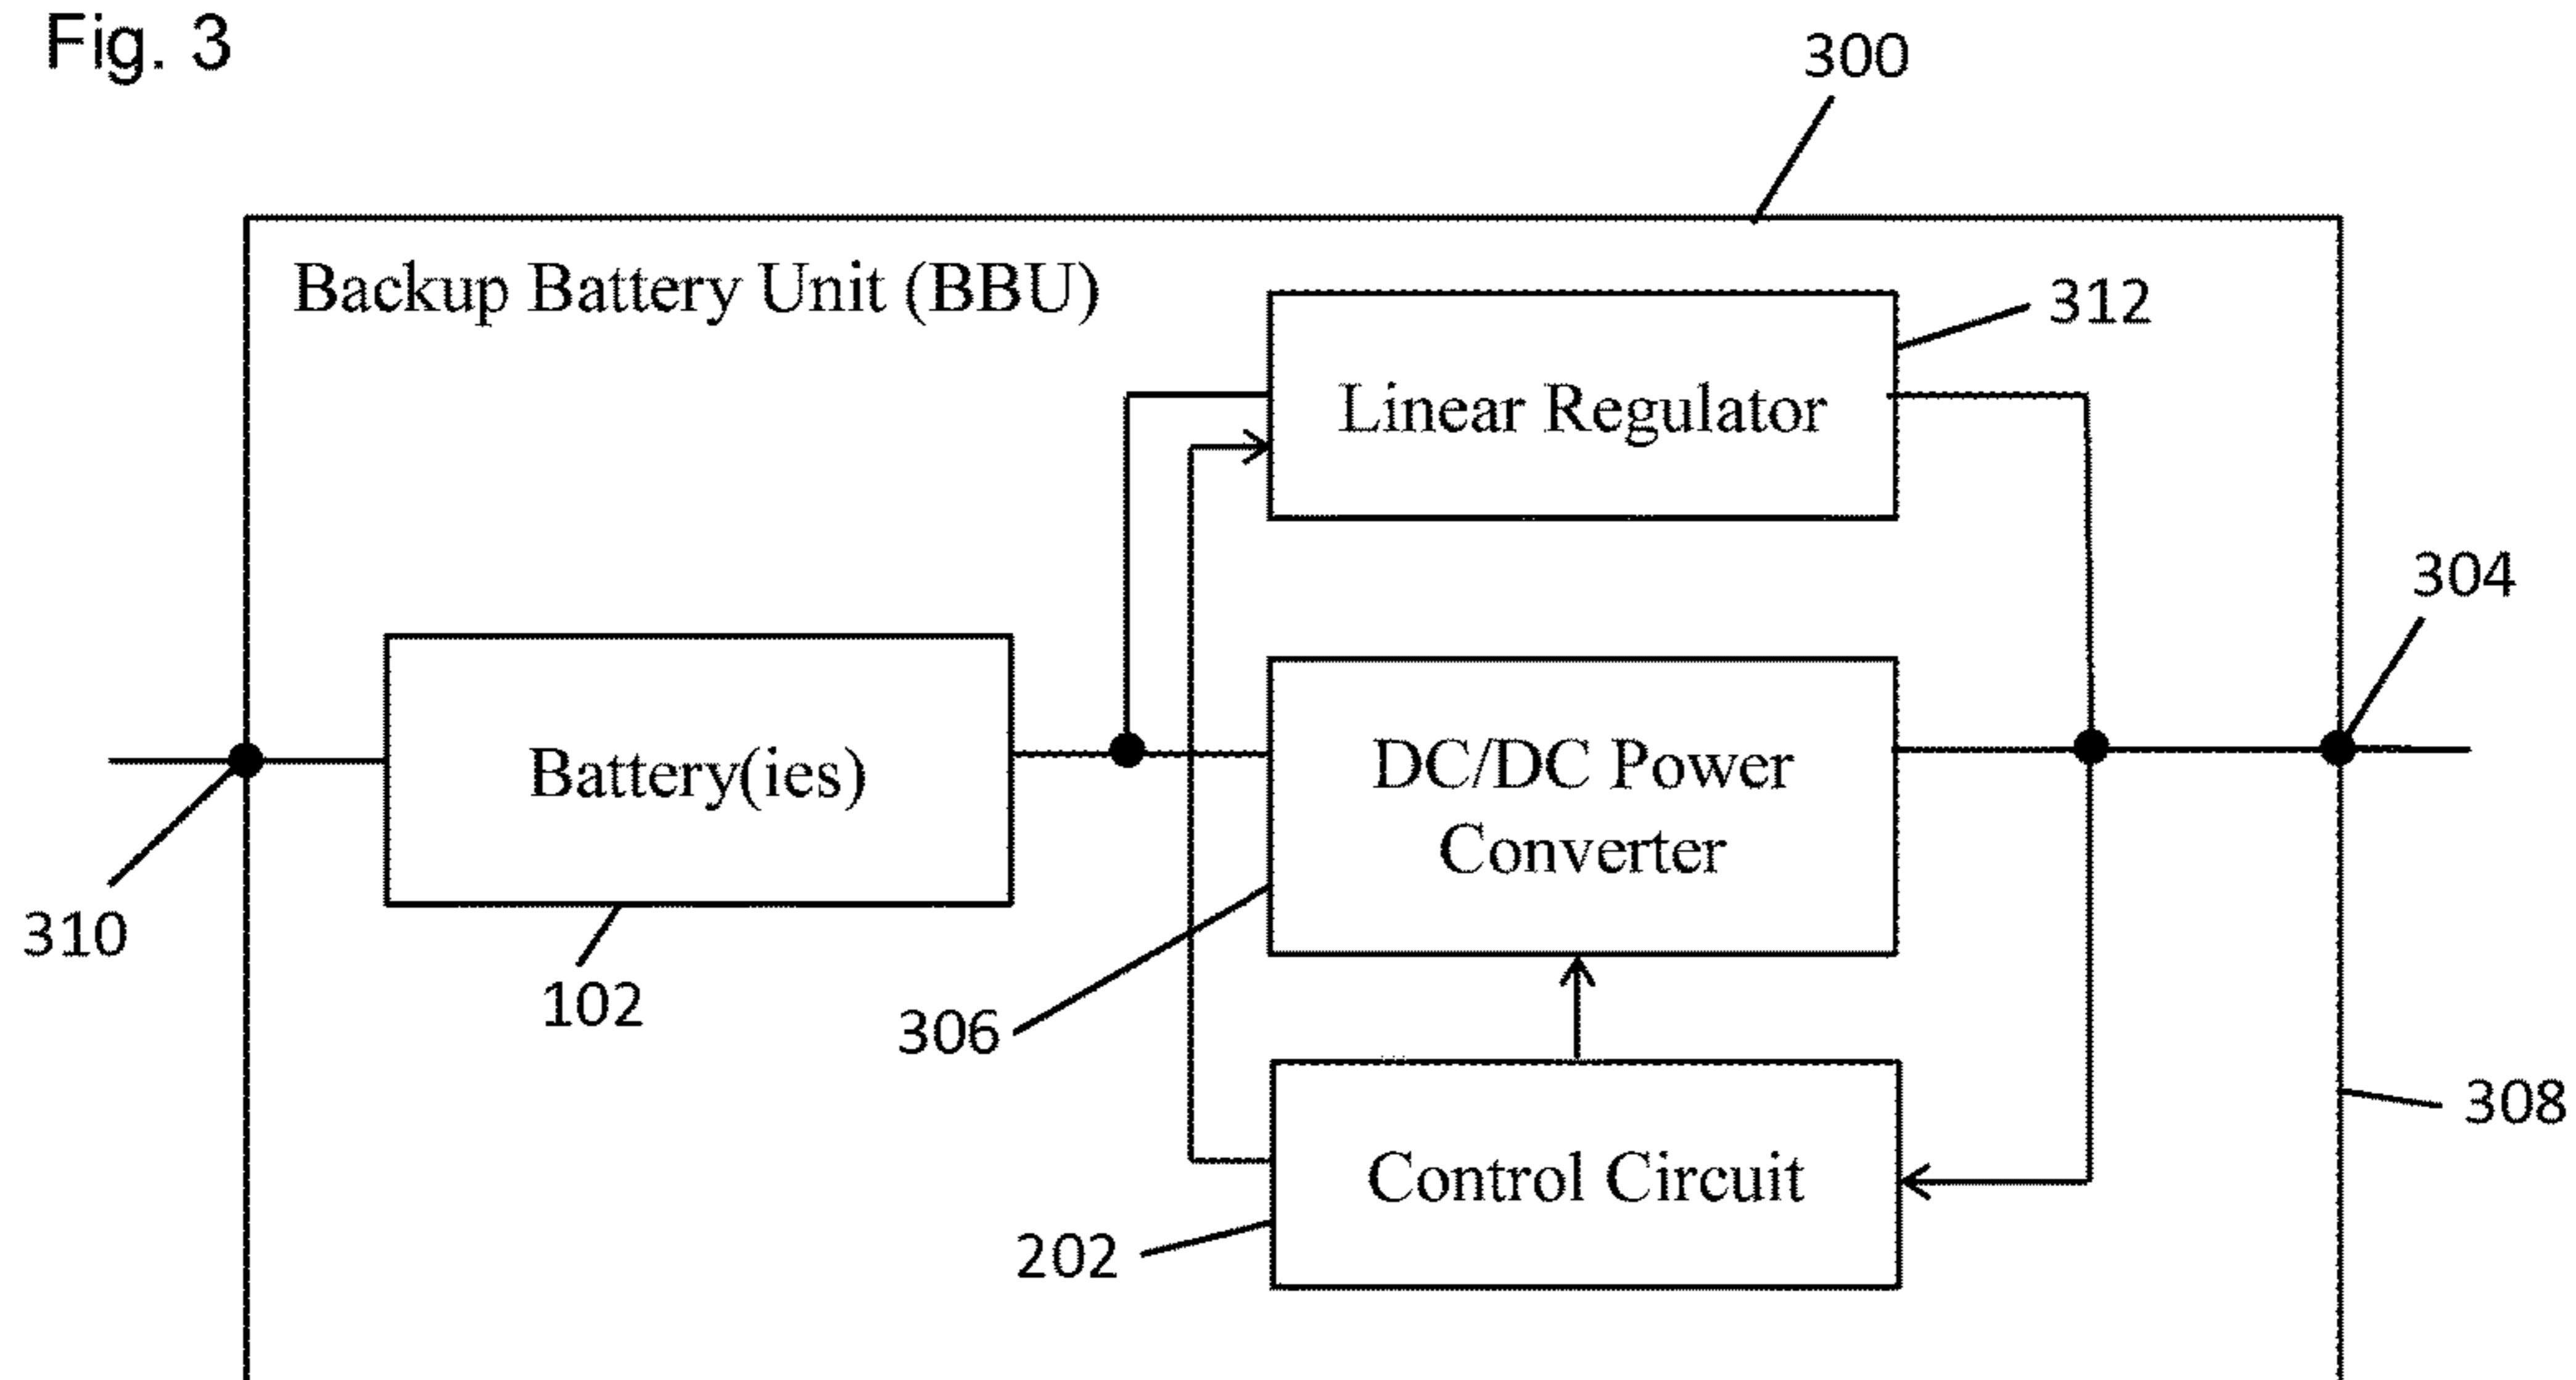 Fig. 3
300
Backup Battery Unit (BBU)
312
Linear Regulator
304
Battery(ies)
DC/DC Power
Converter
310
102
306
308
Control Circuit
202